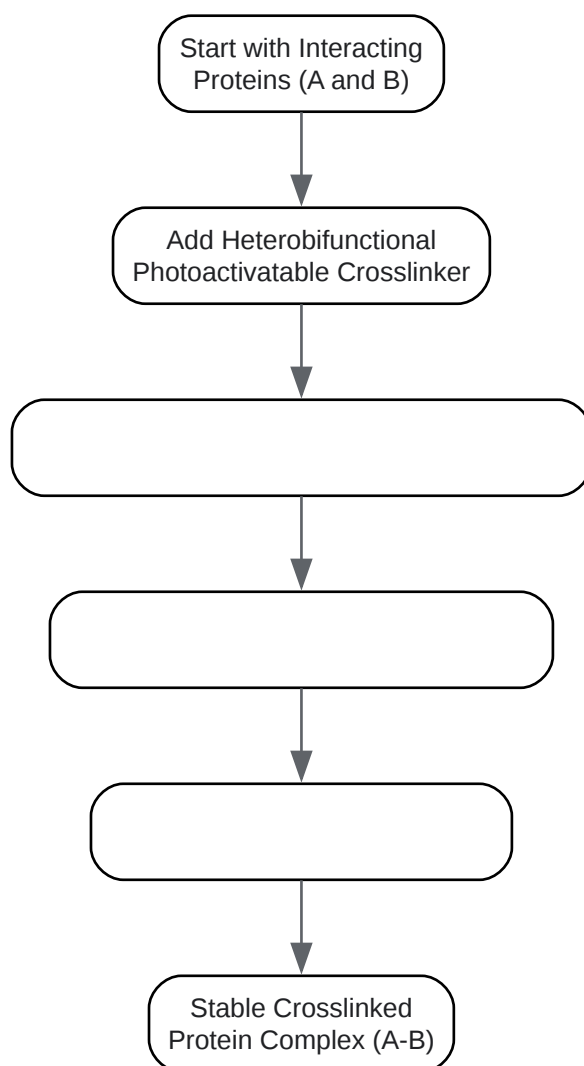 Start with Interacting
Proteins (A and B)
Add Heterobifunctional
Photoactivatable Crosslinker
Stable Crosslinked
Protein Complex (A-B)